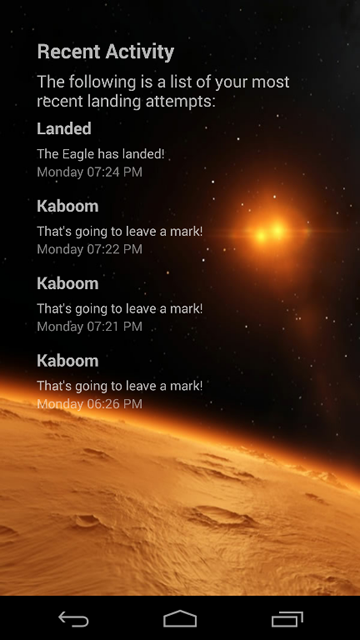 Recent Activity
The following is a list of your most
recent landing attempts:
Landed
The Eagle has landed!
Monday 07:24 PM
Kaboom
That's going to leave a mark!
Monday 07:22 PM
Kaboom
That's going to leave a mark!
Monday 07:21 PM
Kaboom
That's going to leave a mark!
Monday 06:26 PM